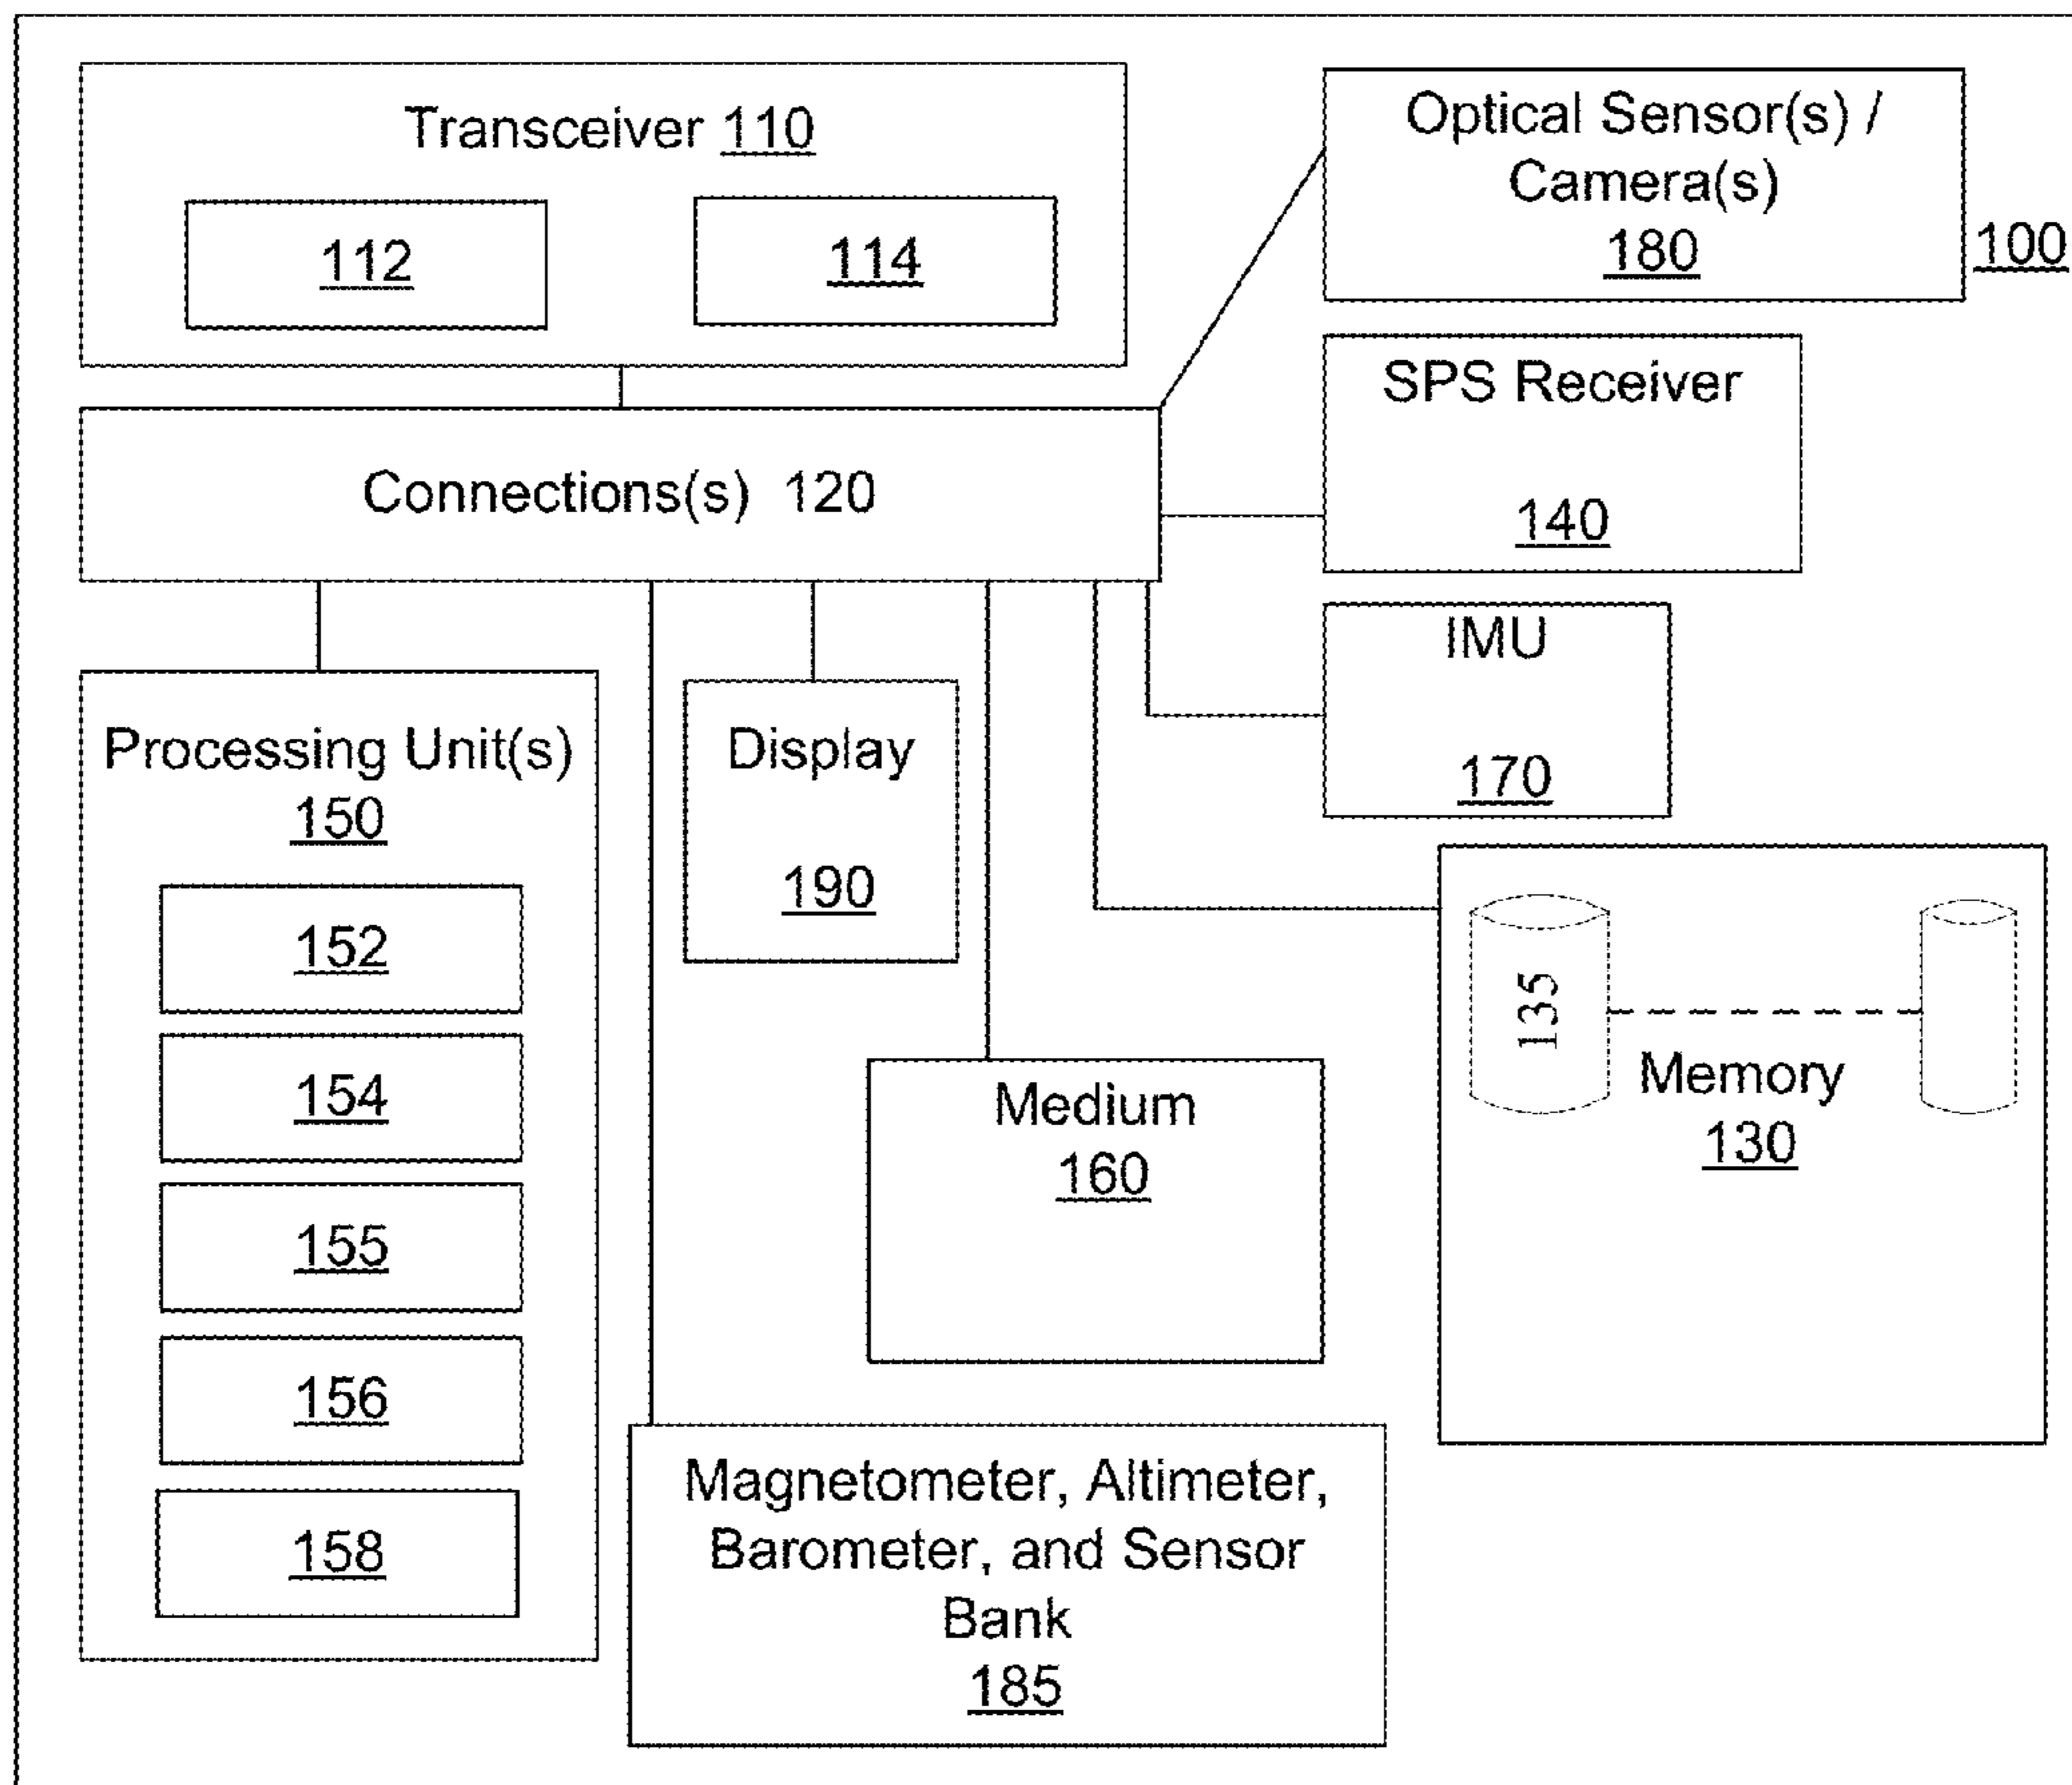 Transceiver 110
112
114
Optical Sensor(s) /
Camera(s)
180
100
Connections(s) 120
SPS Receiver
140
IMU
170
Processing Unit(s)
150
152
154
155
156
158
Display
190
Medium
160
135
Memory
130
Magnetometer, Altimeter,
Barometer, and Sensor
Bank
185